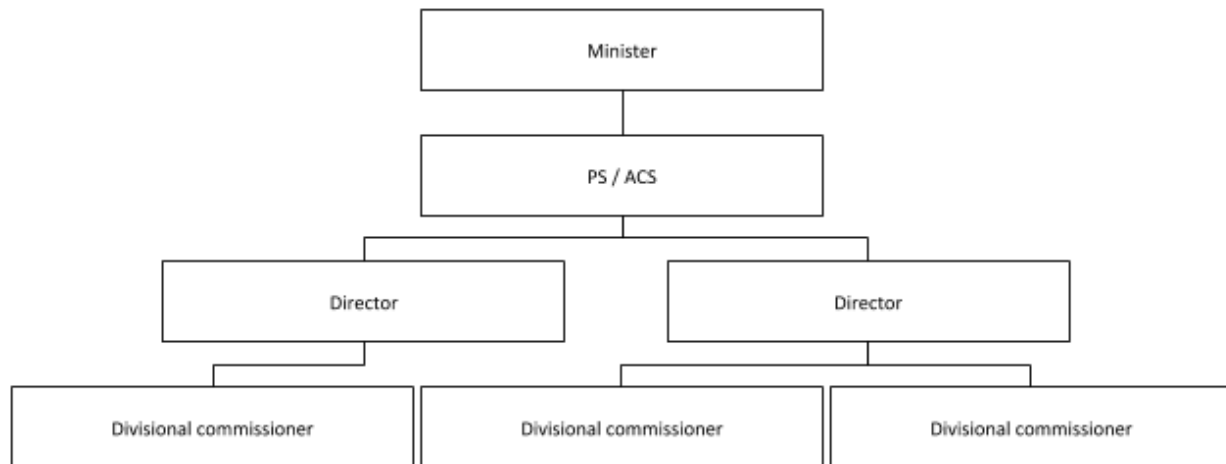 Minister
PS / ACS
Director
Director
Divisional commissioner
Divisional commissioner
Divisional commissioner